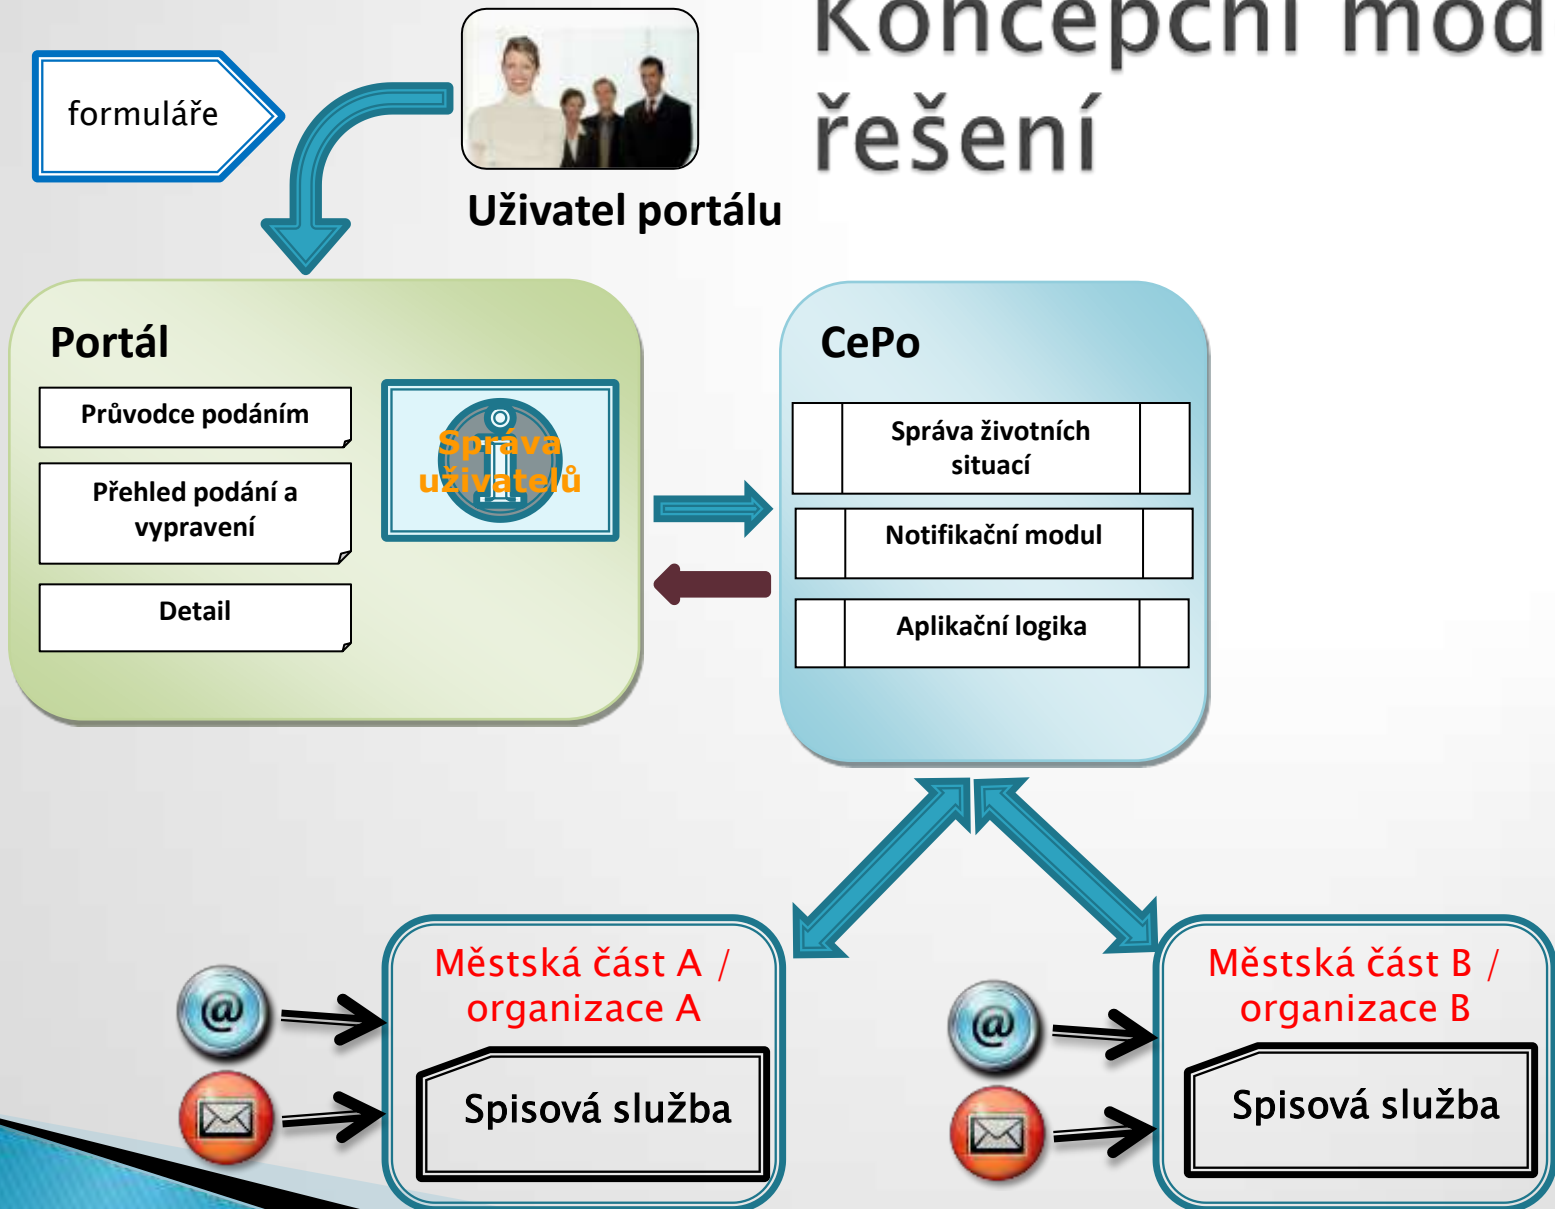 Koncepční mod
řešení
formuláře
Uživatel portálu
Portál
Průvodce podáním
Přehled podání a
vypravení
Detail
Správa
uživatelů
CePo
Správa životních
situací
Notifikační modul
Aplikační logika
Městská část A /
organizace A
@
Spisová služba
Městská část B /
organizace B
@
Spisová služba